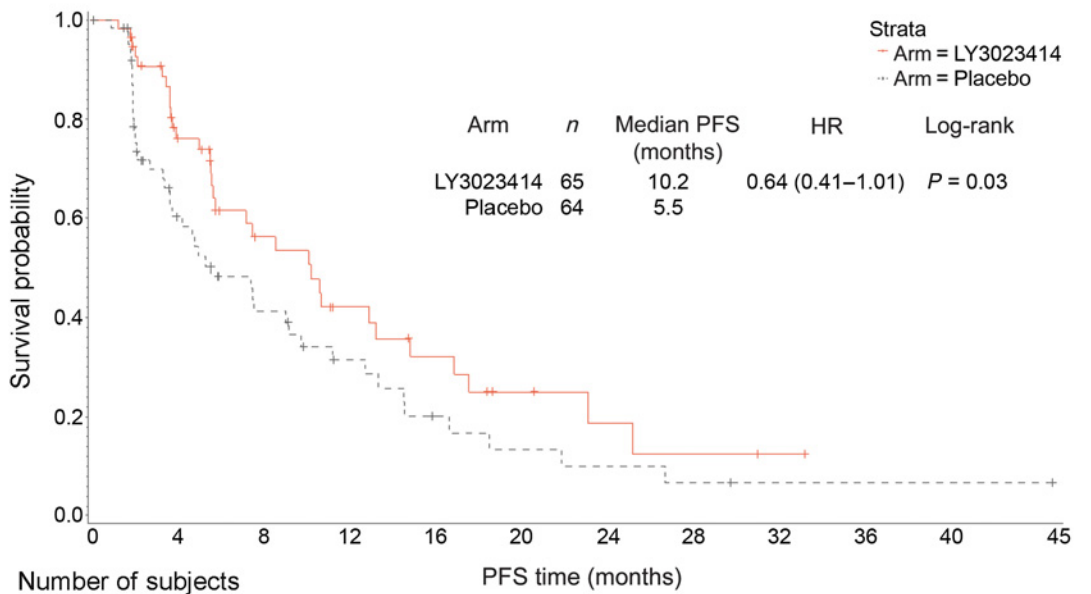 Strata
Arm = LY3023414
Arm = Placebo
Arm n Median PFS (months) HR Log-rank
LY3023414 65 10.2 0.64 (0.41–1.01) P = 0.03
Placebo 64 5.5
Survival probability
1.0
0.8
0.6
0.4
0.2
0.0
0 4 6 8 12 16 20 24 28 32 36 40 45
PFS time (months)
Number of subjects